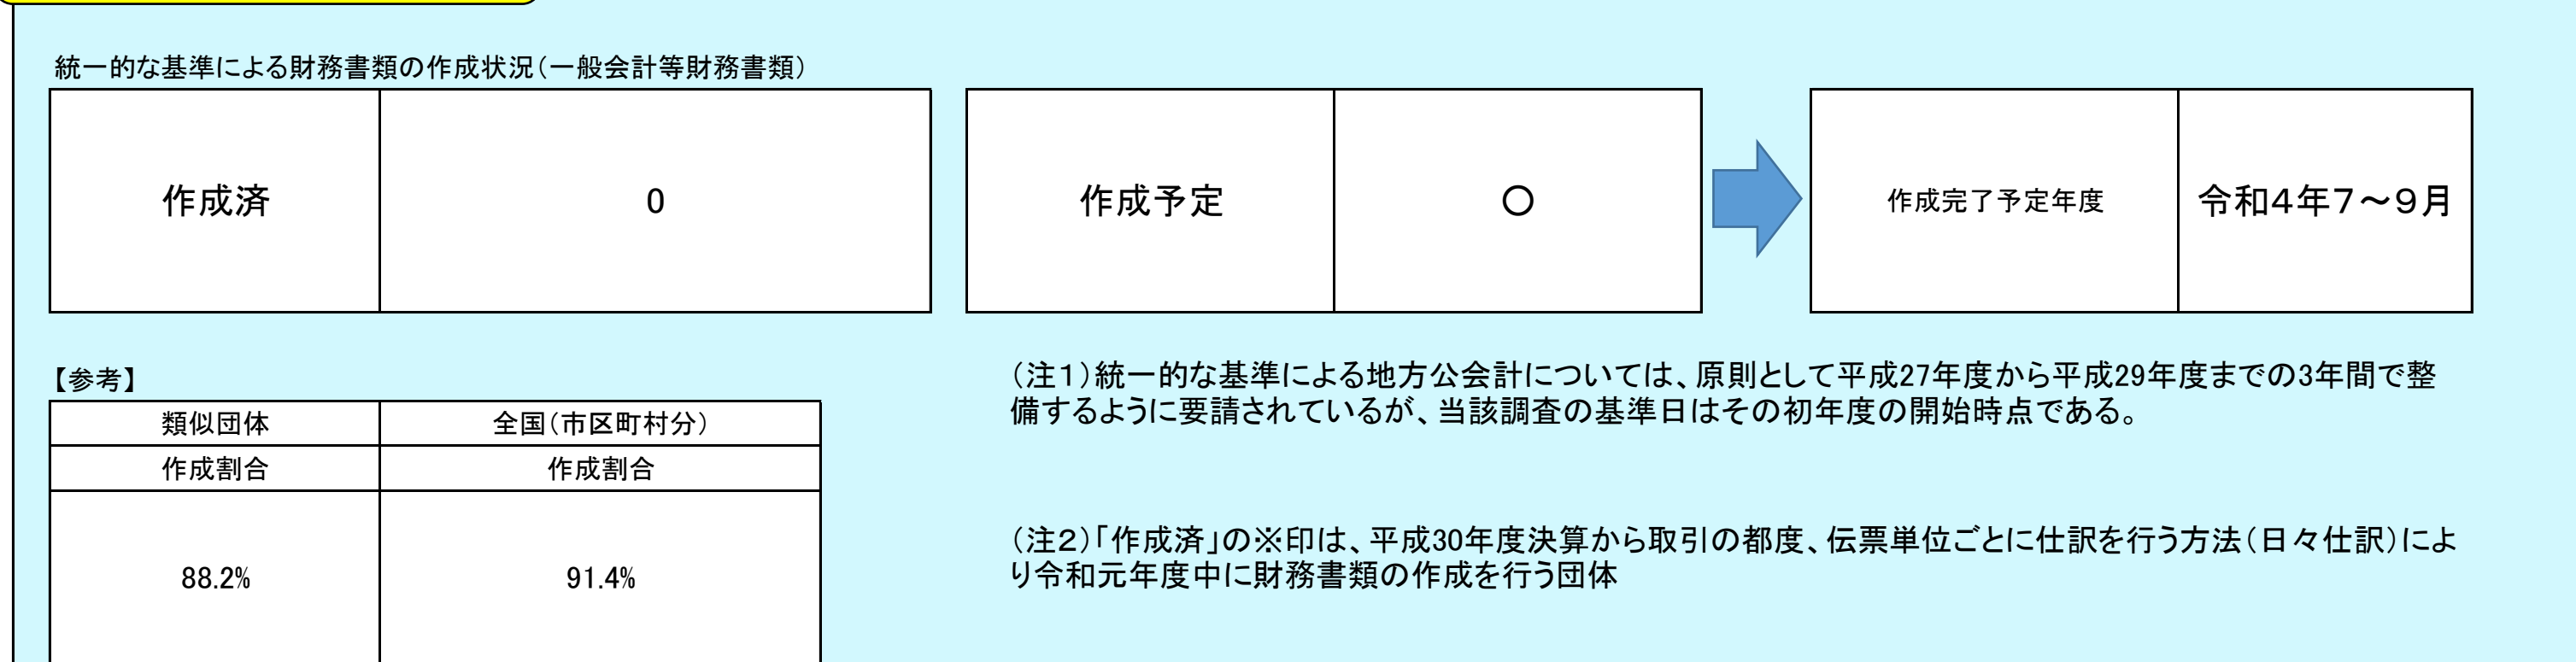 統一的な基準による財務書類の作成状況（一般会計等財務書類）
作成済
0
作成予定
〇
作成完了予定年度
令和4年7～9月
【参考】
類似団体
全国（市区町村分）
作成割合
作成割合
88.2%
91.4%
（注1）統一的な基準による地方公会計については、原則として平成27年度から平成29年度までの3年間で整
備するように要請されているが、当該調査の基準日はその初年度の開始時点である。
（注2）「作成済」の※印は、平成30年度決算から取引の都度、伝票単位ごとに仕訳を行う方法（日々仕訳）によ
り令和元年度中に財務書類の作成を行う団体